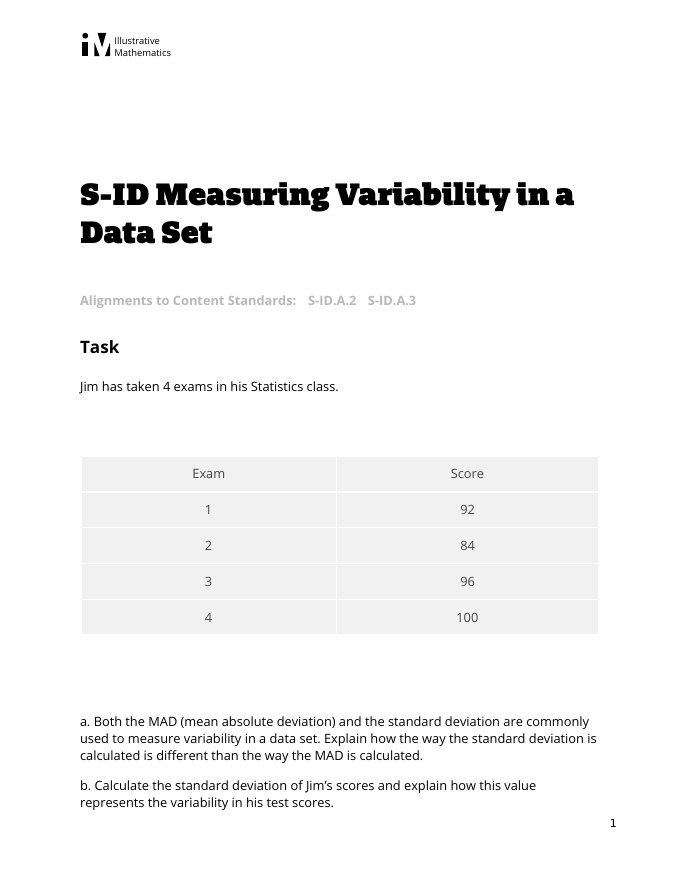 Illustrative
Mathematics
S-ID Measuring Variability in a
Data Set
Alignments to Content Standards: S-ID.A.2 S-ID.A.3
Task
Jim has taken 4 exams in his Statistics class.
Exam Score
1 92
2 84
3 96
4 100
a. Both the MAD (mean absolute deviation) and the standard deviation are commonly
used to measure variability in a data set. Explain how the way the standard deviation is
calculated is different than the way the MAD is calculated.
b. Calculate the standard deviation of Jim’s scores and explain how this value
represents the variability in his test scores.
1